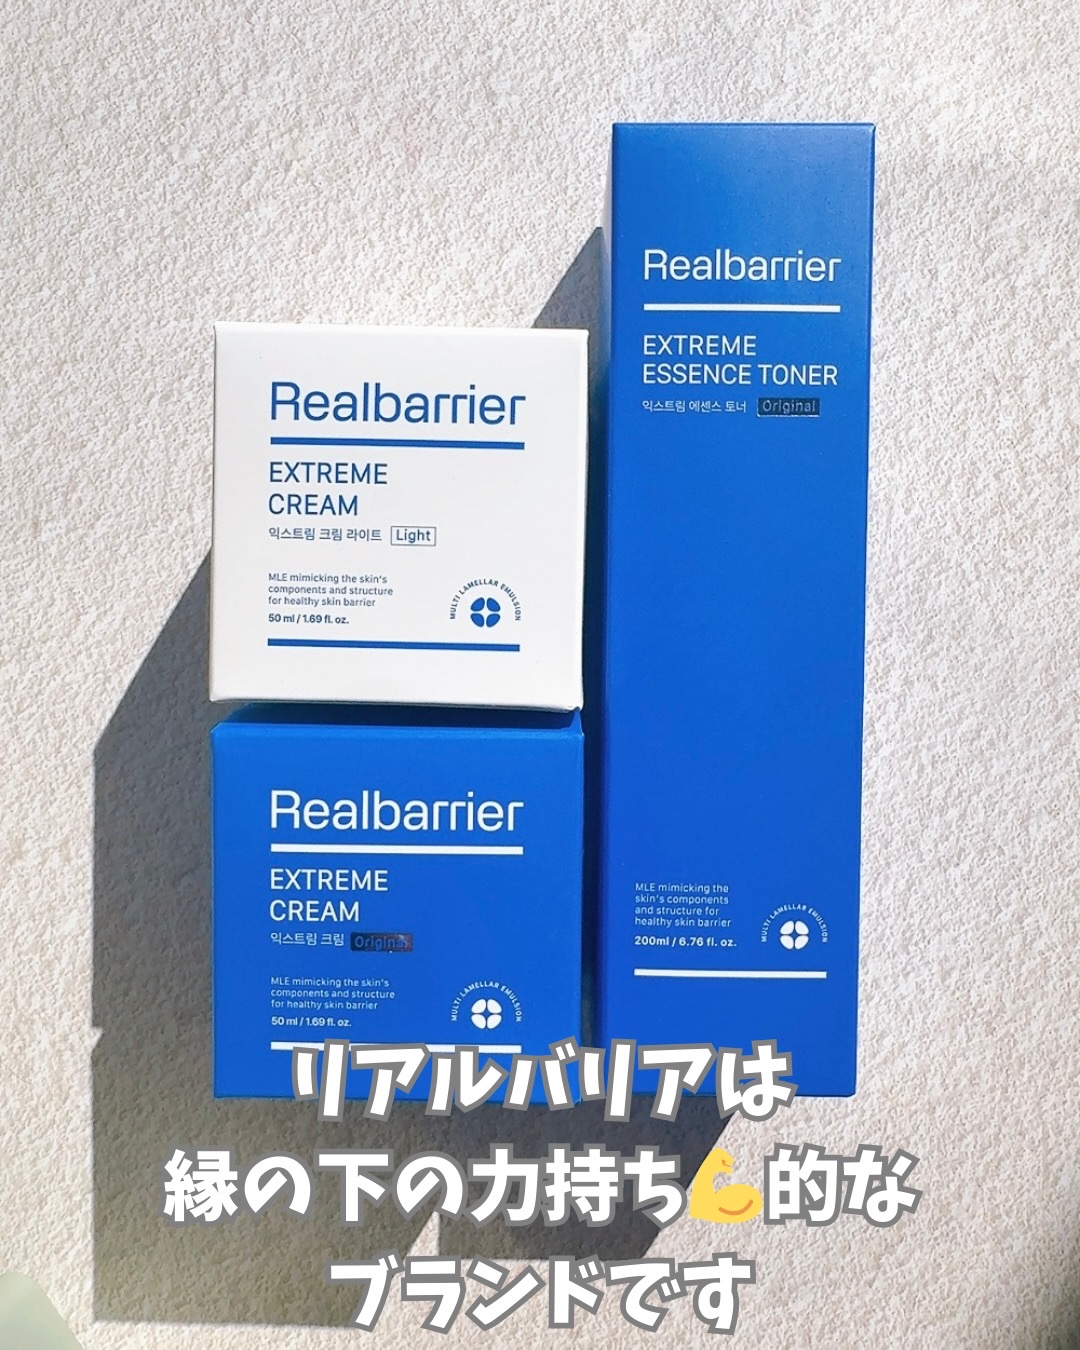 Realbarrier
EXTREME
CREAM
익스트림 크림 라이트 Light
MLE mimicking the skin's
components and structure
for healthy skin barrier
50 ml / 1.69 fl. oz.
MULTI LAMELLAR EMULSION
Realbarrier
EXTREME
CREAM
익스트림 크림 Original
MLE mimicking the skin's
components and structure
for healthy skin barrier
50 ml / 1.69 fl. oz.
MULTI LAMELLAR EMULSION
Realbarrier
EXTREME
ESSENCE TONER
익스트림 에센스 토너 Original
MLE mimicking the
skin's components
and structure for
healthy skin barrier
200ml / 6.76 fl. oz.
MULTI LAMELLAR EMULSION
リアルバリアは
縁の下の力持ち💪的な
ブランドです